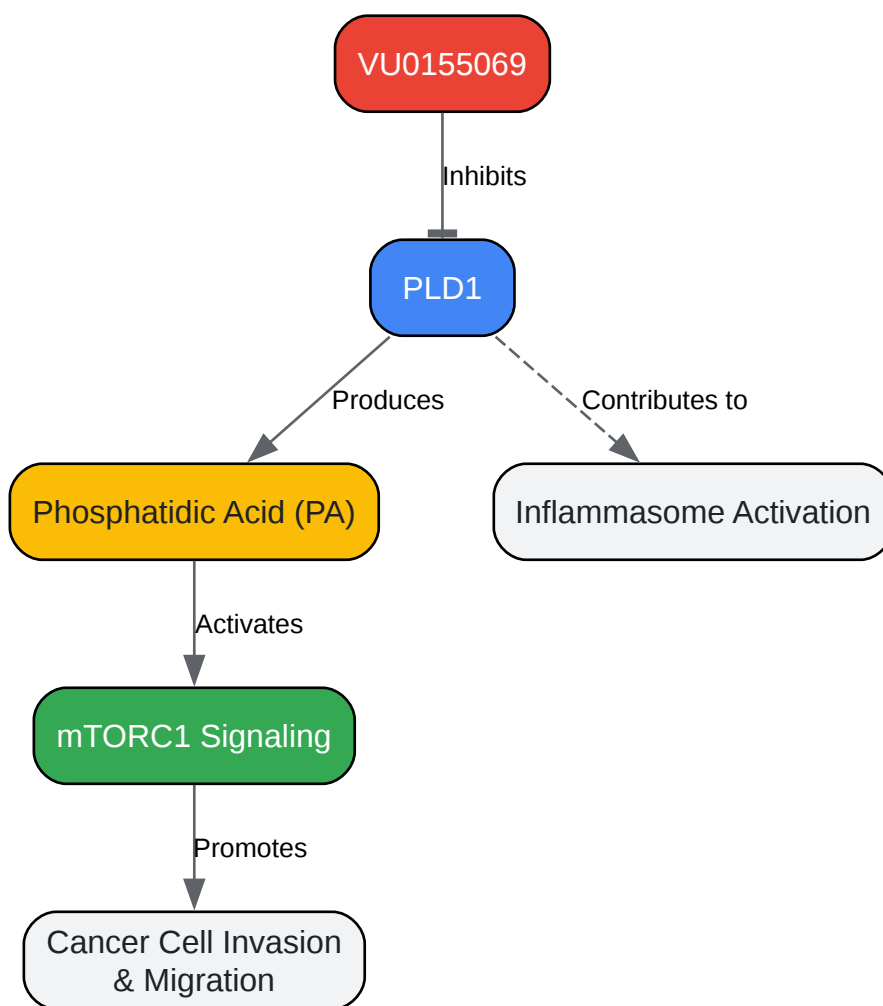 VU0155069
Inhibits
PLD1
Produces
Contributes to
Phosphatidic Acid (PA)
Inflammasome Activation
Activates
mTORC1 Signaling
Promotes
Cancer Cell Invasion
& Migration